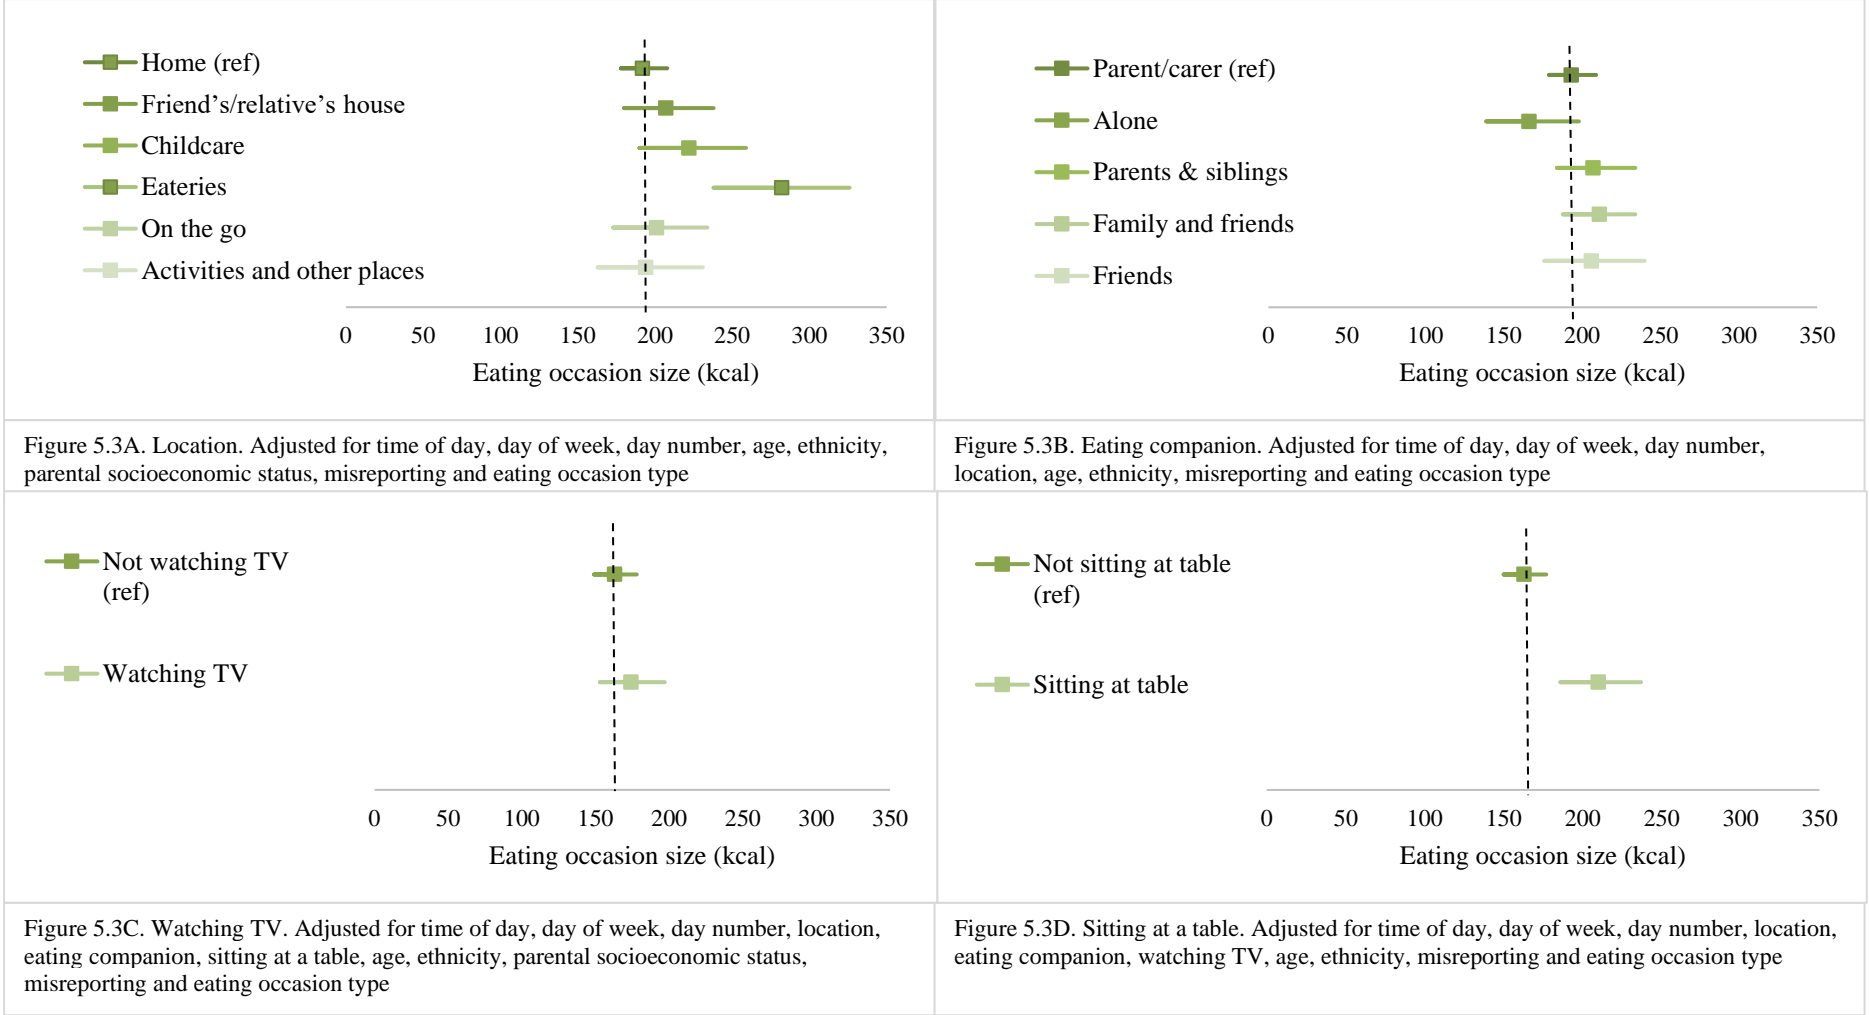 Home (ref)
Friend's/relative's house
Childcare
Eateries
On the go
Activities and other places
0 50 100 150 200 250 300 350
Eating occasion size (kcal)
Parent/carer (ref)
Alone
Parents & siblings
Family and friends
Friends
0 50 100 150 200 250 300 350
Eating occasion size (kcal)
Figure 5.3A. Location. Adjusted for time of day, day of week, day number, age, ethnicity,
parental socioeconomic status, misreporting and eating occasion type
Figure 5.3B. Eating companion. Adjusted for time of day, day of week, day number,
location, age, ethnicity, misreporting and eating occasion type
Not watching TV
(ref)
Watching TV
0 50 100 150 200 250 300 350
Eating occasion size (kcal)
Not sitting at table
(ref)
Sitting at table
0 50 100 150 200 250 300 350
Eating occasion size (kcal)
Figure 5.3C. Watching TV. Adjusted for time of day, day of week, day number, location,
eating companion, sitting at a table, age, ethnicity, parental socioeconomic status,
misreporting and eating occasion type
Figure 5.3D. Sitting at a table. Adjusted for time of day, day of week, day number, location,
eating companion, watching TV, age, ethnicity, misreporting and eating occasion type